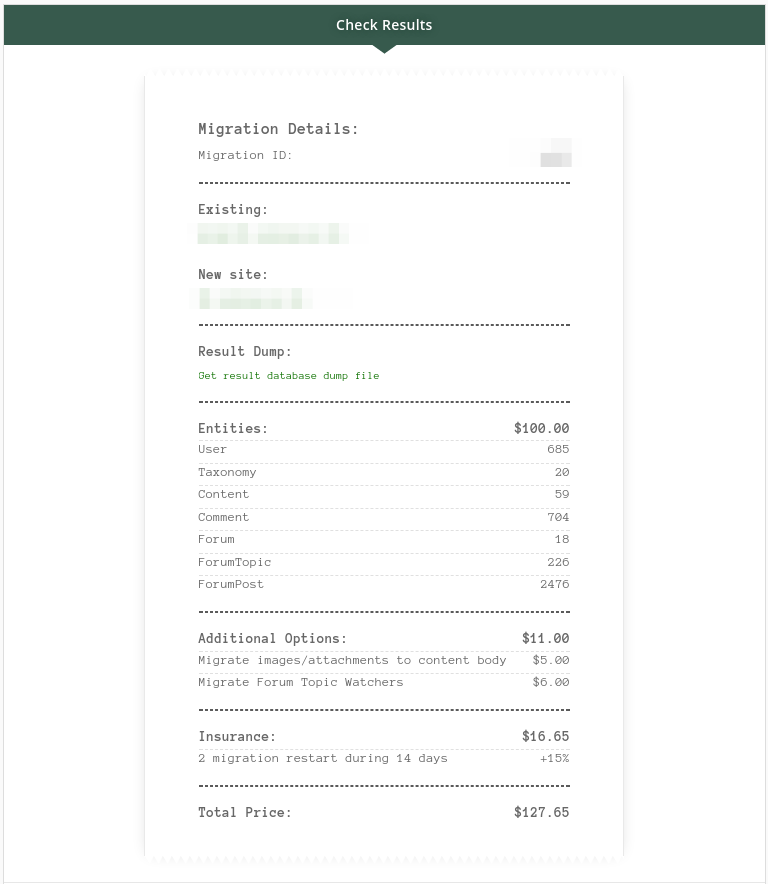 Check Results
Migration Details:
Migration ID:
Existing:
New site:
Result Dump:
Get result database dump file
Entities: $100.00
User 685
Taxonomy 20
Content 59
Comment 704
Forum 18
ForumTopic 226
ForumPost 2476
Additional Options: $11.00
Migrate images/attachments to content body $5.00
Migrate Forum Topic Watchers $6.00
Insurance: $16.65
2 migration restart during 14 days +15%
Total Price: $127.65